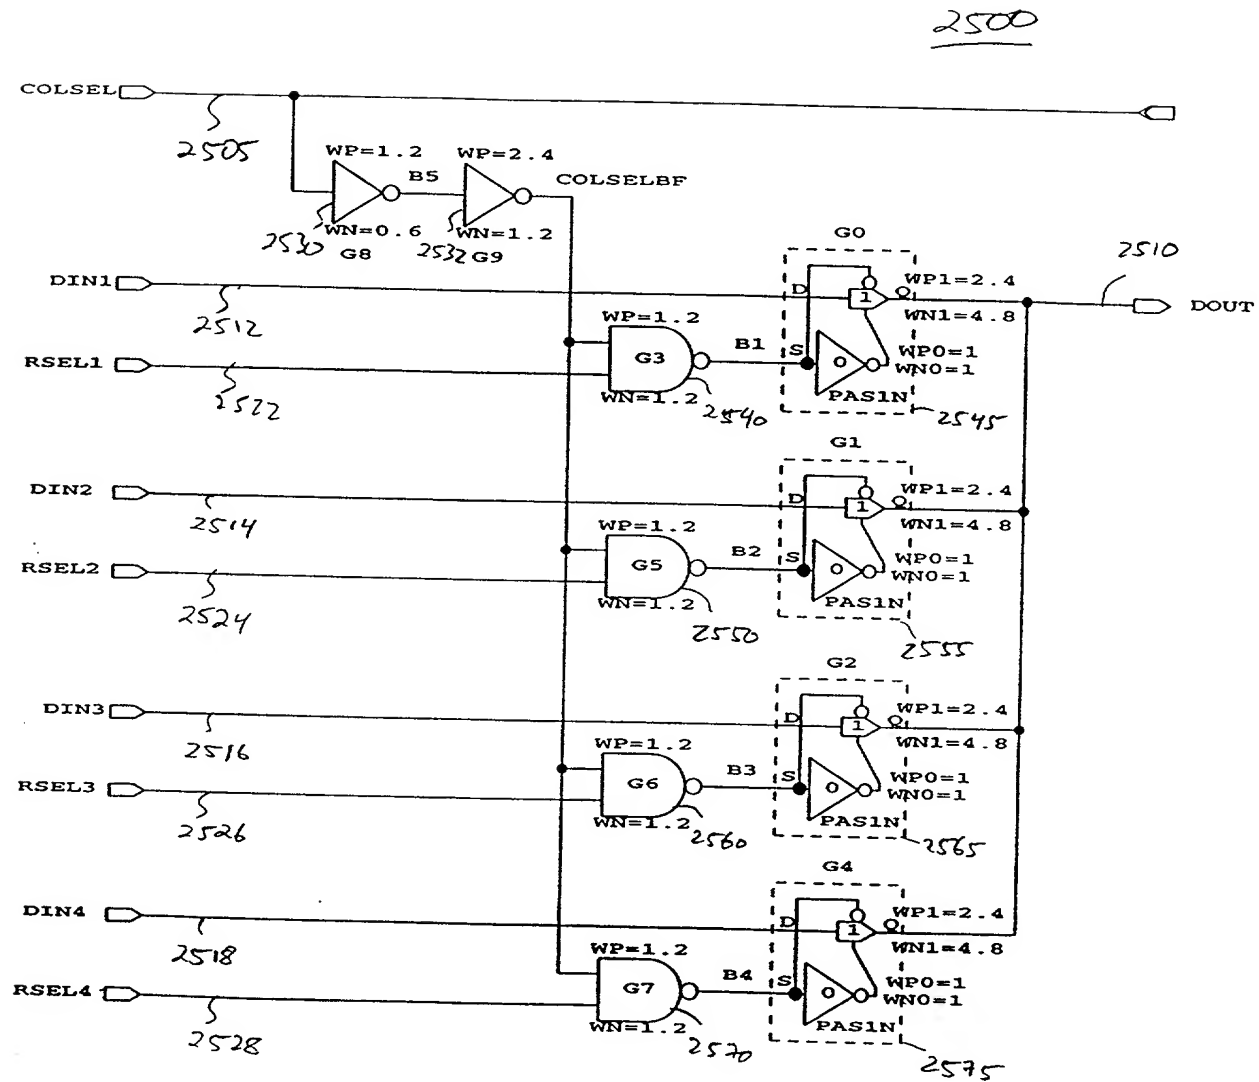 2500
COLSEL
2505
WP=1.2
WP=2.4
B5
COLSELBF
WN=0.6
WN=1.2
2530
G8
2532
G9
G0
2510
DIN1
D
1
Q
WP1=2.4
WN1=4.8
DOUT
2512
WP=1.2
RSEL1
G3
B1
S
0
WP0=1
WN0=1
2522
WN=1.2
2540
PAS1N
2545
G1
DIN2
D
1
Q
WP1=2.4
WN1=4.8
2514
WP=1.2
RSEL2
G5
B2
S
0
WP0=1
WN0=1
2524
WN=1.2
2550
PAS1N
2555
G2
DIN3
D
1
Q
WP1=2.4
WN1=4.8
2516
WP=1.2
RSEL3
G6
B3
S
0
WP0=1
WN0=1
2526
WN=1.2
2560
PAS1N
2565
G4
DIN4
D
1
Q
WP1=2.4
WN1=4.8
2518
WP=1.2
RSEL4
G7
B4
S
0
WP0=1
WN0=1
2528
WN=1.2
2570
PAS1N
2575